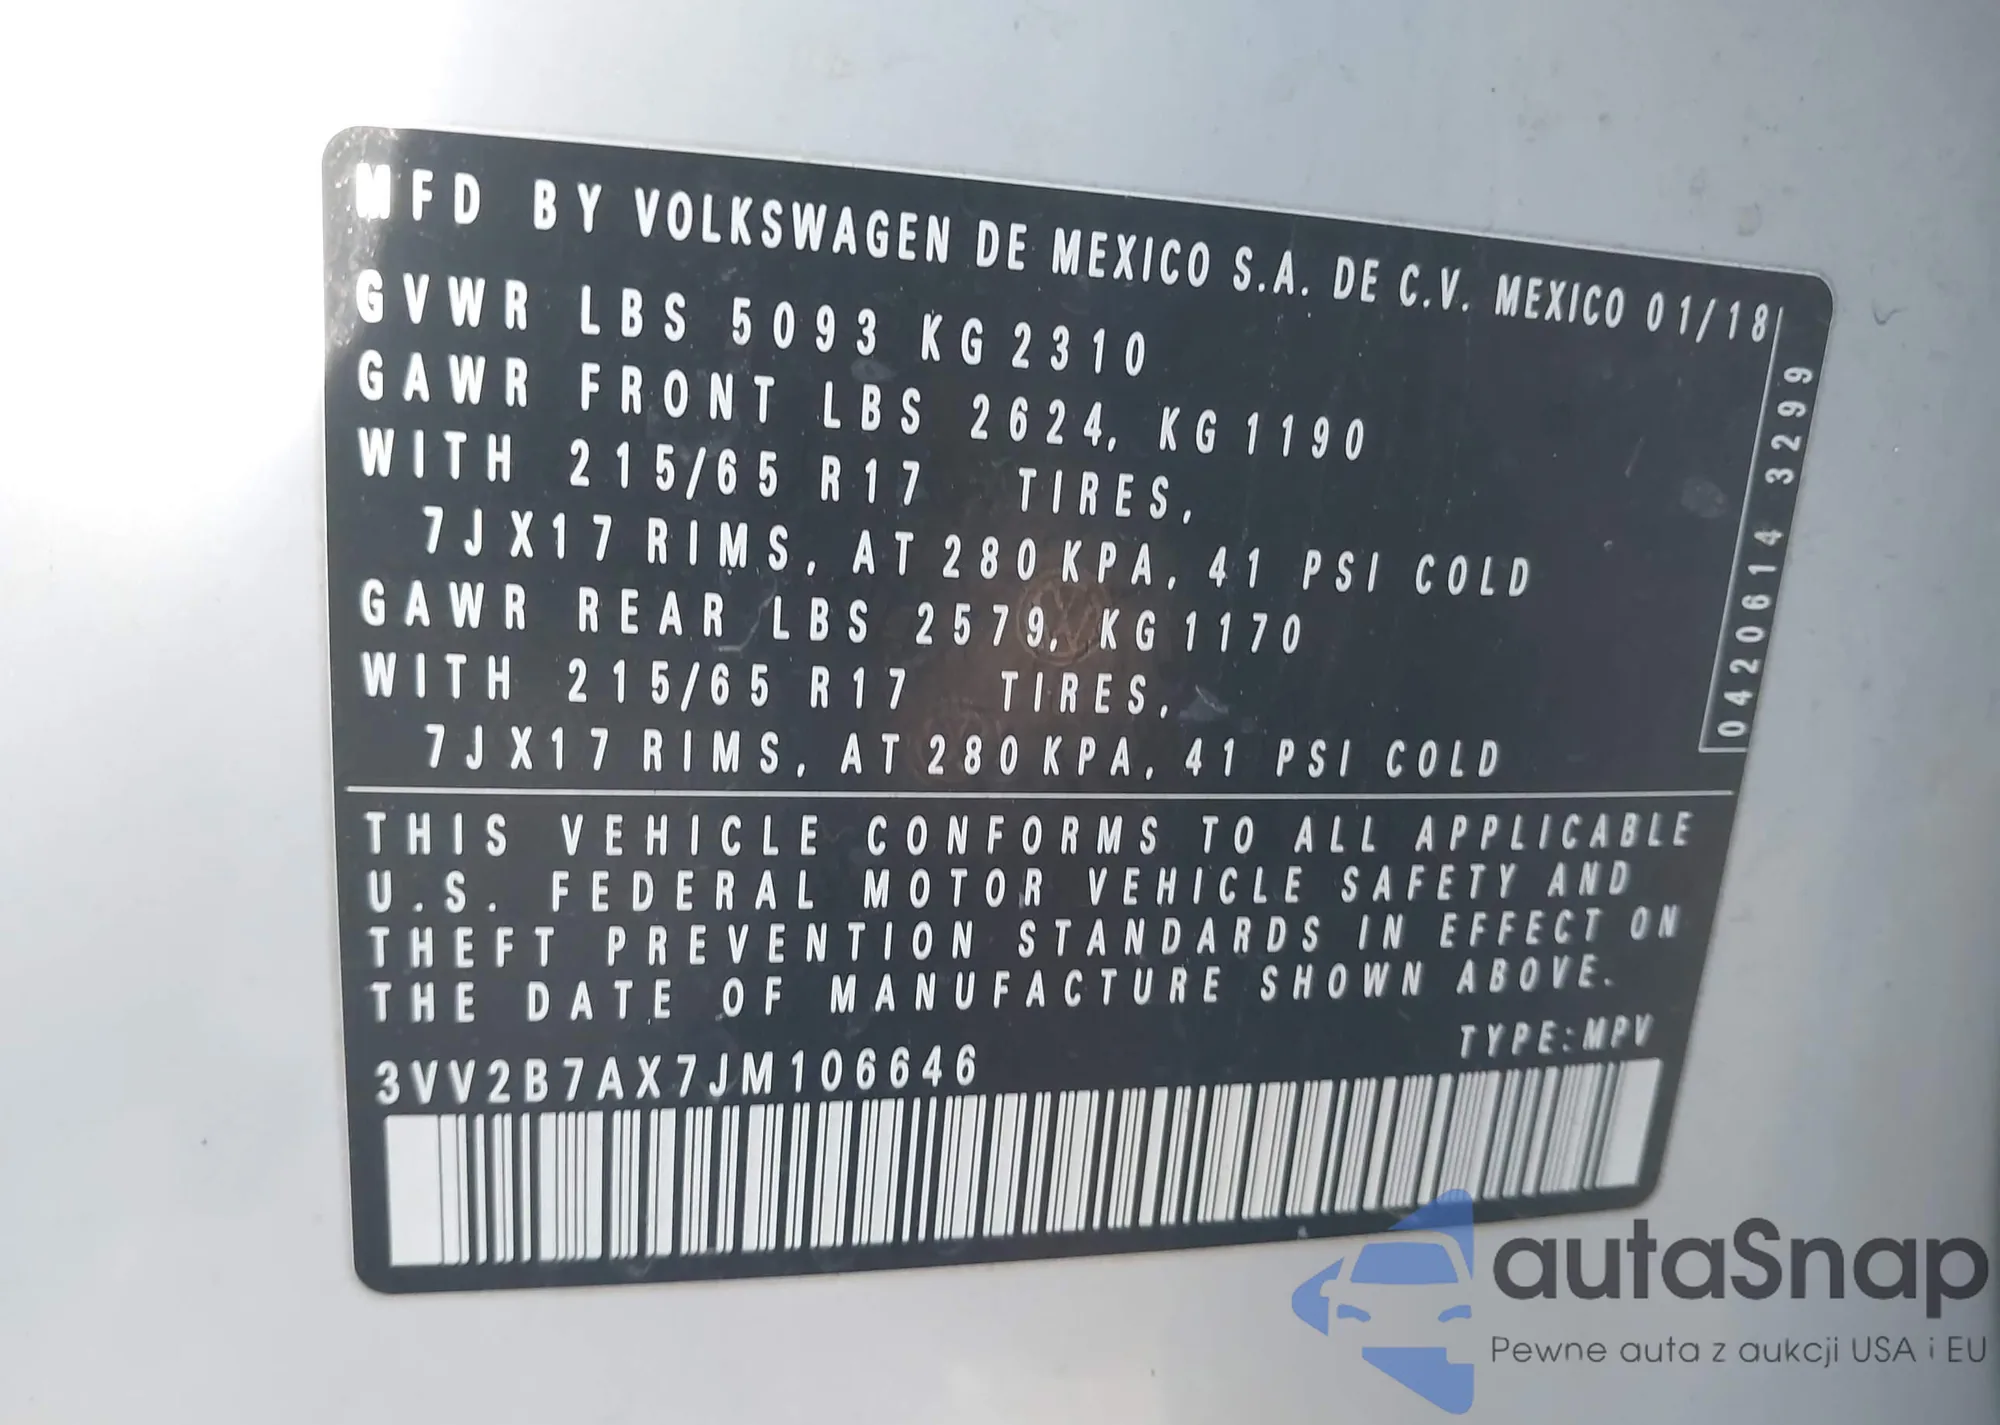 MFD BY VOLKSWAGEN DE MEXICO S.A. DE C.V. MEXICO 01/18
GVWR LBS 5093 KG 2310
GAWR FRONT LBS 2624, KG 1190
WITH 215/65 R17 TIRES,
7JX17 RIMS, AT 280 KPA, 41 PSI COLD
GAWR REAR LBS 2579, KG 1170
WITH 215/65 R17 TIRES,
7JX17 RIMS, AT 280 KPA, 41 PSI COLD
0420614 3299
THIS VEHICLE CONFORMS TO ALL APPLICABLE
U.S. FEDERAL MOTOR VEHICLE SAFETY AND
THEFT PREVENTION STANDARDS IN EFFECT ON
THE DATE OF MANUFACTURE SHOWN ABOVE.
TYPE:MPV
3VV2B7AX7JM106646
autaSnap
Pewne auta z aukcji USA i EU